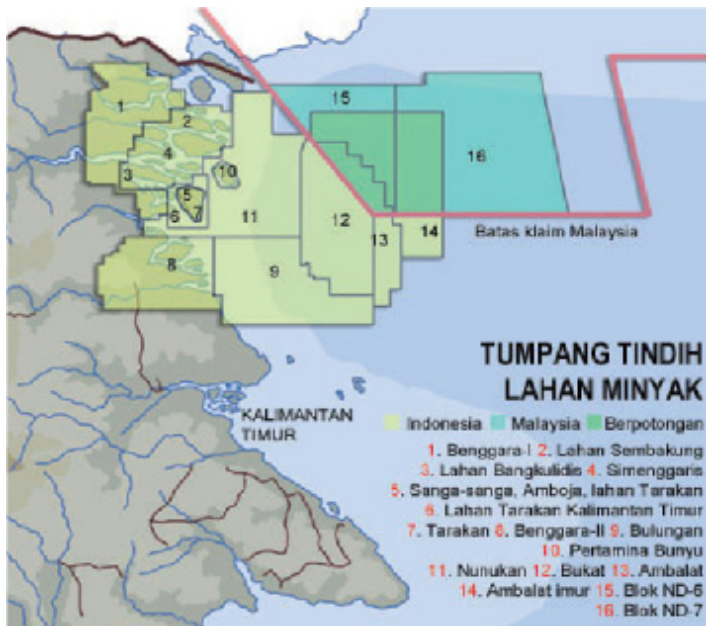 1
2
3
4
5
6
7
8
9
10
11
12
13
14
15
16
Batas klaim Malaysia
KALIMANTAN
TIMUR
TUMPANG TINDIH
LAHAN MINYAK
Indonesia Malaysia Berpotongan
1. Benggara-I 2. Lahan Sembakung
3. Lahan Bangkulidis 4. Simenggaris
5. Sanga-sanga, Amboja, lahan Tarakan
6. Lahan Tarakan Kalimantan Timur
7. Tarakan 8. Benggara-II 9. Bulungan
10. Pertamina Bunyu
11. Nunukan 12. Bukat 13. Ambalat
14. Ambalat imur 15. Blok ND-6
16. Blok ND-7